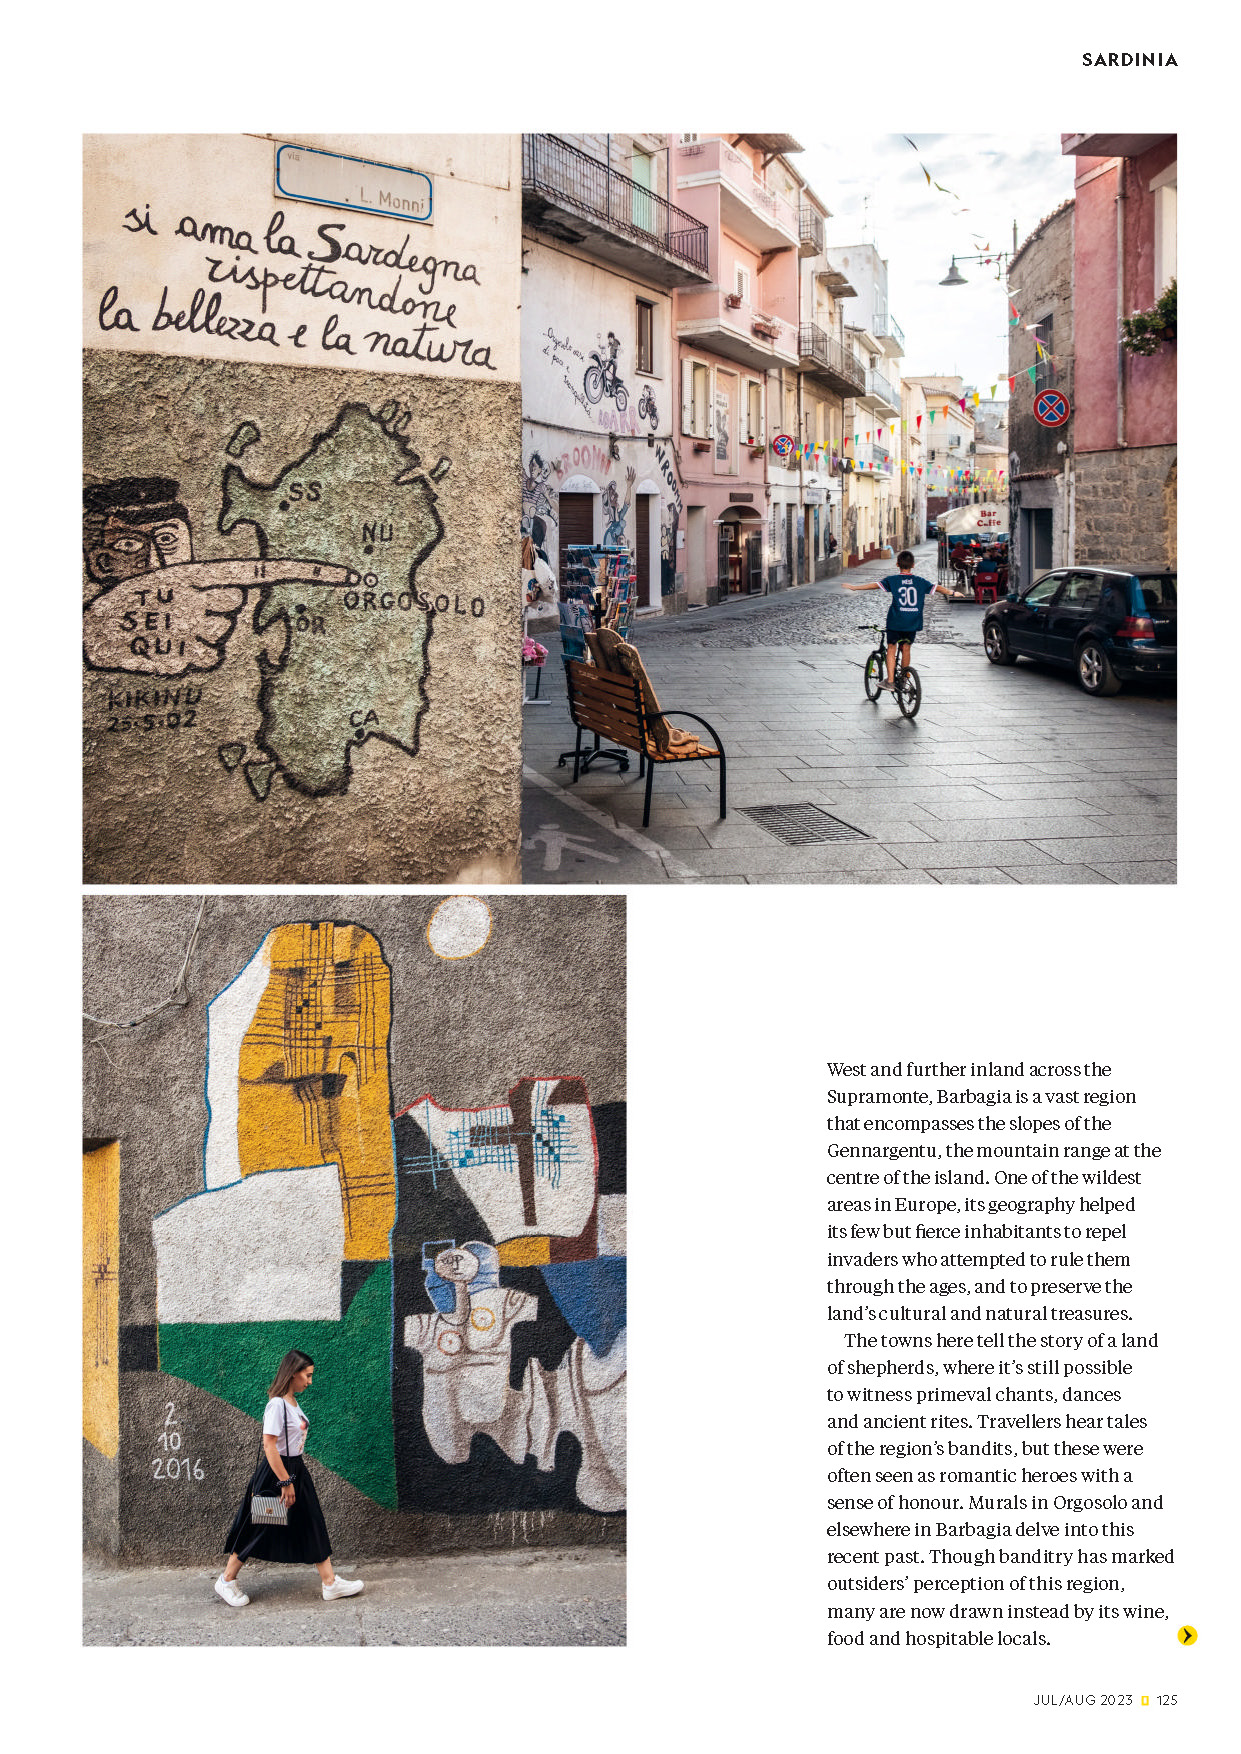 SARDINIA
via
L. Monni
si ama la Sardegna
rispettandone
la bellezza e la natura
SS
NU
ORGOSOLO
OR
TU
SEI
QUI
KIKINU
25.5.02
CA
BROOMM
WROMM
Bar
Caffe
MESSI
30
2
10
2016
West and further inland across the
Supramonte, Barbagia is a vast region
that encompasses the slopes of the
Gennargentu, the mountain range at the
centre of the island. One of the wildest
areas in Europe, its geography helped
its few but fierce inhabitants to repel
invaders who attempted to rule them
through the ages, and to preserve the
land’s cultural and natural treasures.
The towns here tell the story of a land
of shepherds, where it’s still possible
to witness primeval chants, dances
and ancient rites. Travellers hear tales
of the region’s bandits, but these were
often seen as romantic heroes with a
sense of honour. Murals in Orgosolo and
elsewhere in Barbagia delve into this
recent past. Though banditry has marked
outsiders’ perception of this region,
many are now drawn instead by its wine,
food and hospitable locals.
JUL/AUG 2023 125